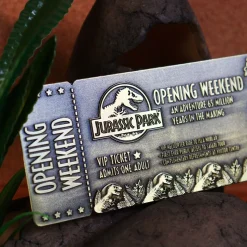 OPENING
WEEKEND
JURASSIC PARK
VIP TICKET
ADMITS ONE ADULT
OPENING WEEKEND
AN ADVENTURE 65 MILLION
YEARS IN THE MAKING